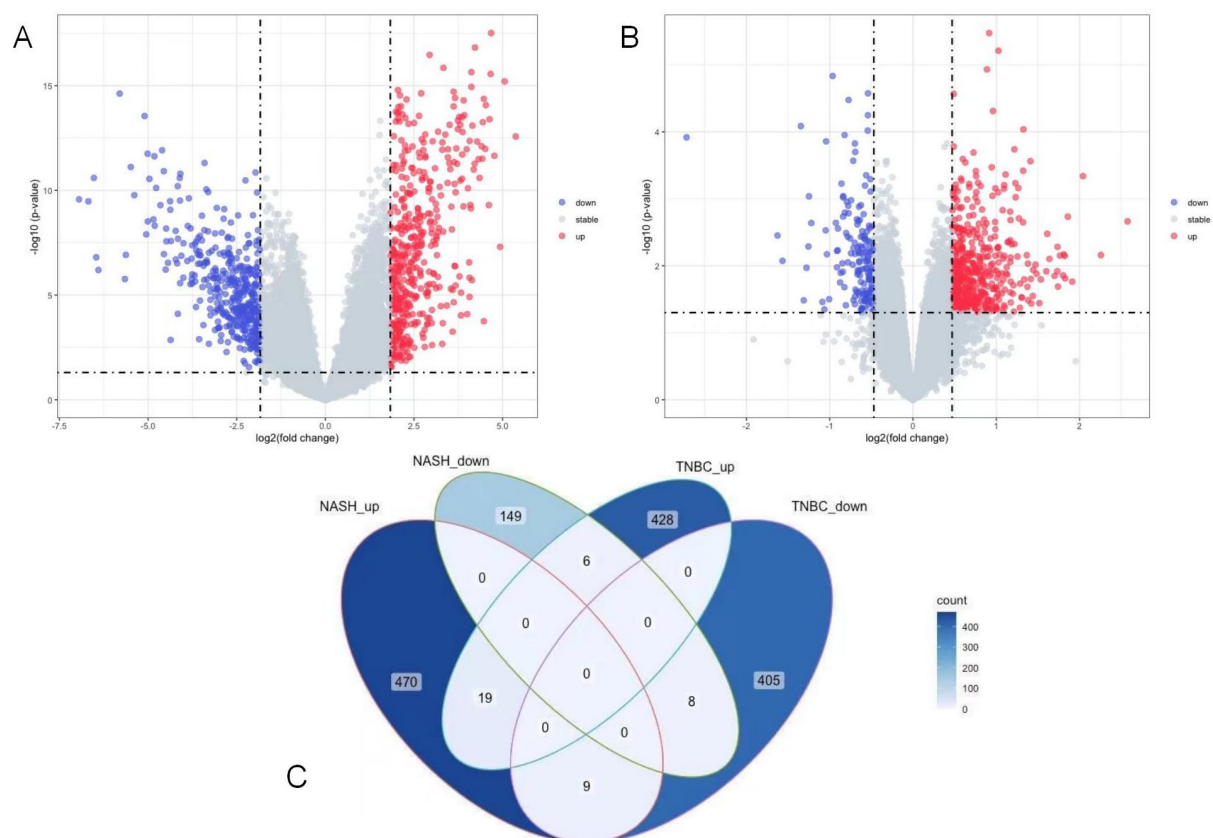 A
-log10 (p-value)
15
10
5
0
-7.5
-5.0
-2.5
0.0
2.5
5.0
log2(fold change)
down
stable
up
B
-log10 (p-value)
4
2
0
-2
-1
0
1
2
log2(fold change)
down
stable
up
C
NASH_up
NASH_down
TNBC_up
TNBC_down
149
428
6
0
0
0
0
470
0
405
19
8
0
0
9
count
400
300
200
100
0